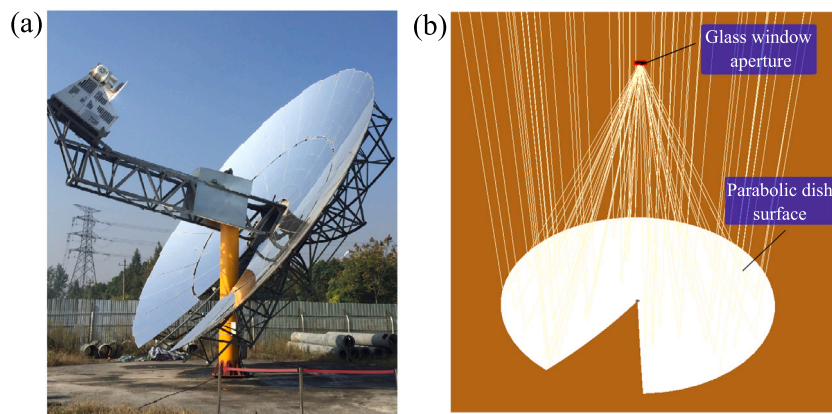 (a)
(b)
Glass window
aperture
Parabolic dish
surface